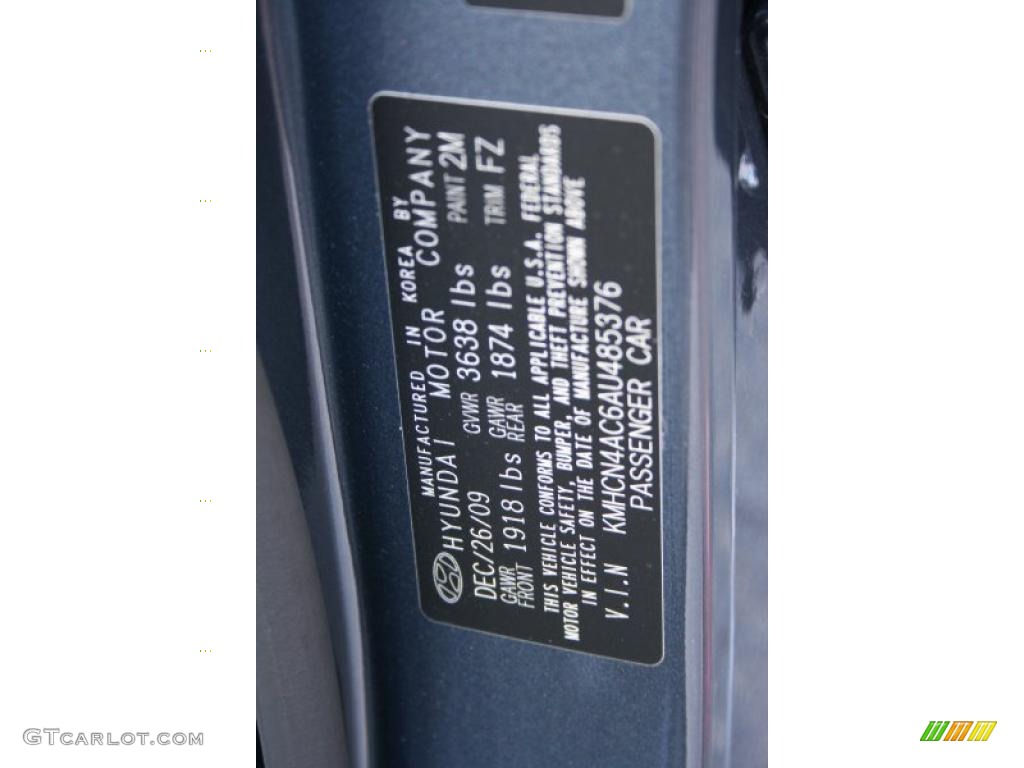 MANUFACTURED IN KOREA BY
HYUNDAI MOTOR COMPANY
DEC/26/09 GVWR 3638 lbs PAINT 2M
GAWR FRONT 1918 lbs GAWR REAR 1874 lbs TRIM FZ
THIS VEHICLE CONFORMS TO ALL APPLICABLE U.S.A. FEDERAL
MOTOR VEHICLE SAFETY, BUMPER, AND THEFT PREVENTION STANDARDS
IN EFFECT ON THE DATE OF MANUFACTURE SHOWN ABOVE
V.I.N KMHCN4AC6AU485376
PASSENGER CAR
GTCARLOT.COM